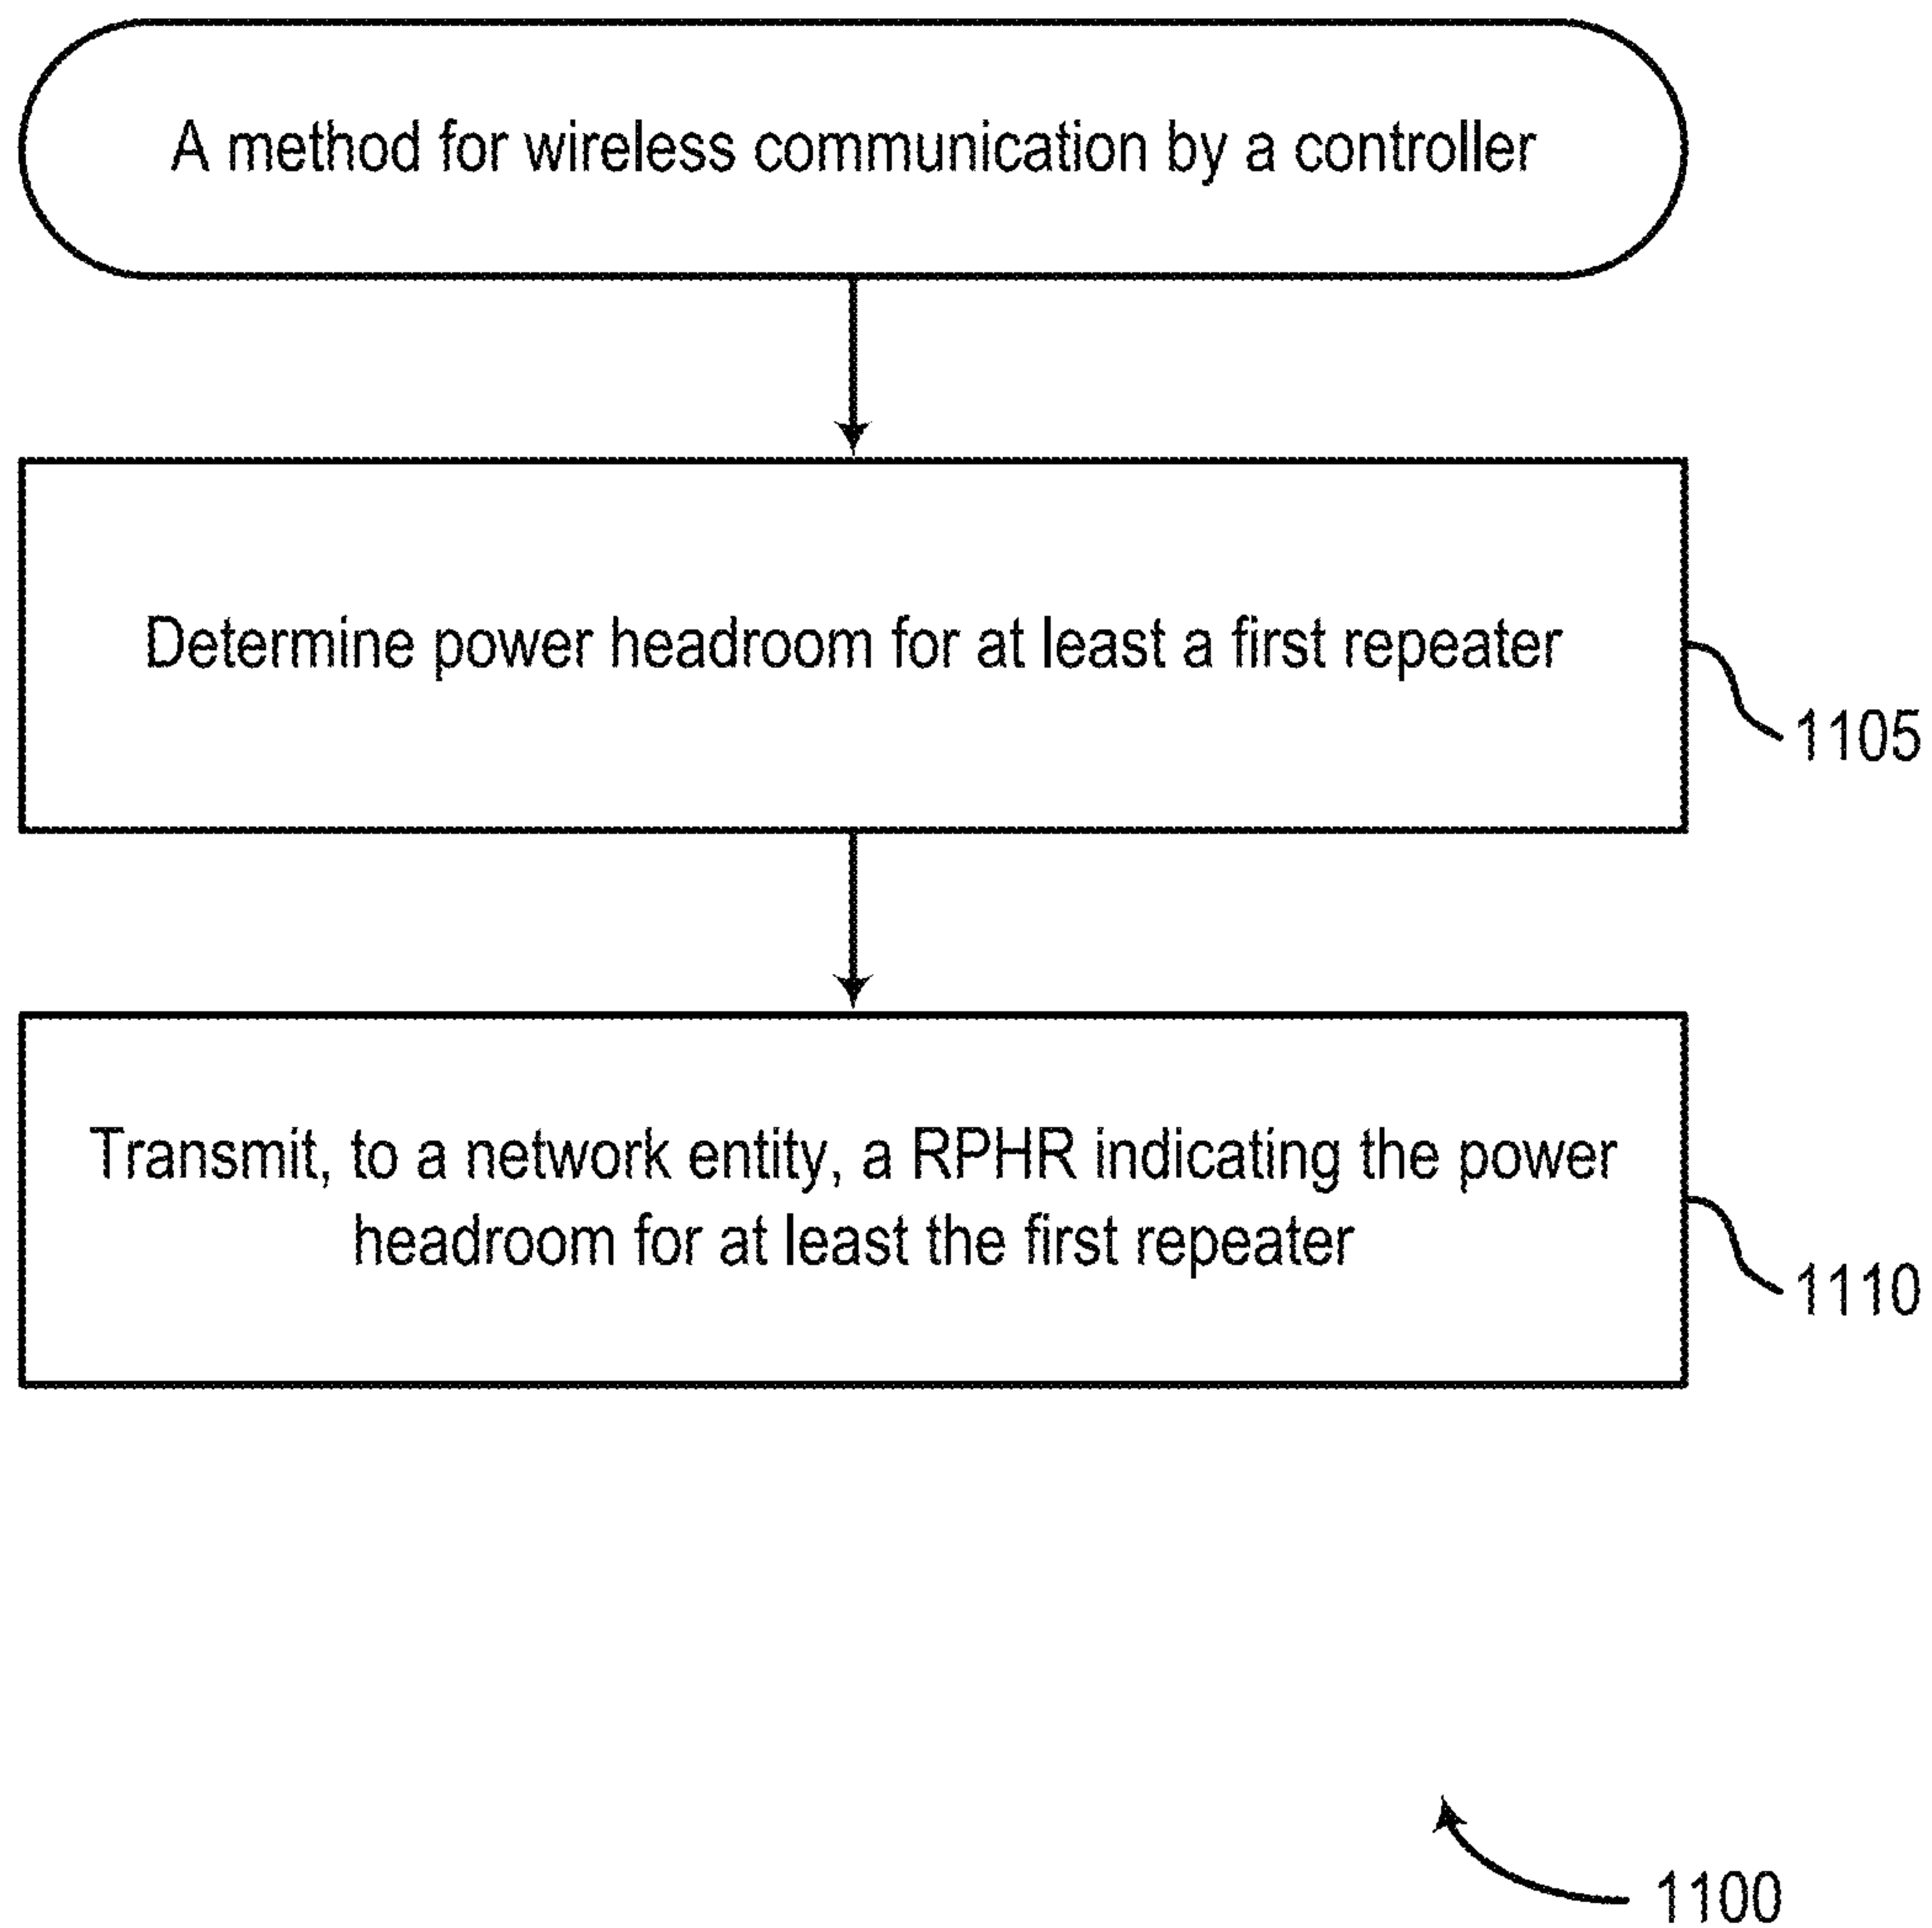 A method for wireless communication by a controller
Determine power headroom for at least a first repeater
1105
Transmit, to a network entity, a RPHR indicating the power
headroom for at least the first repeater
1110
1100